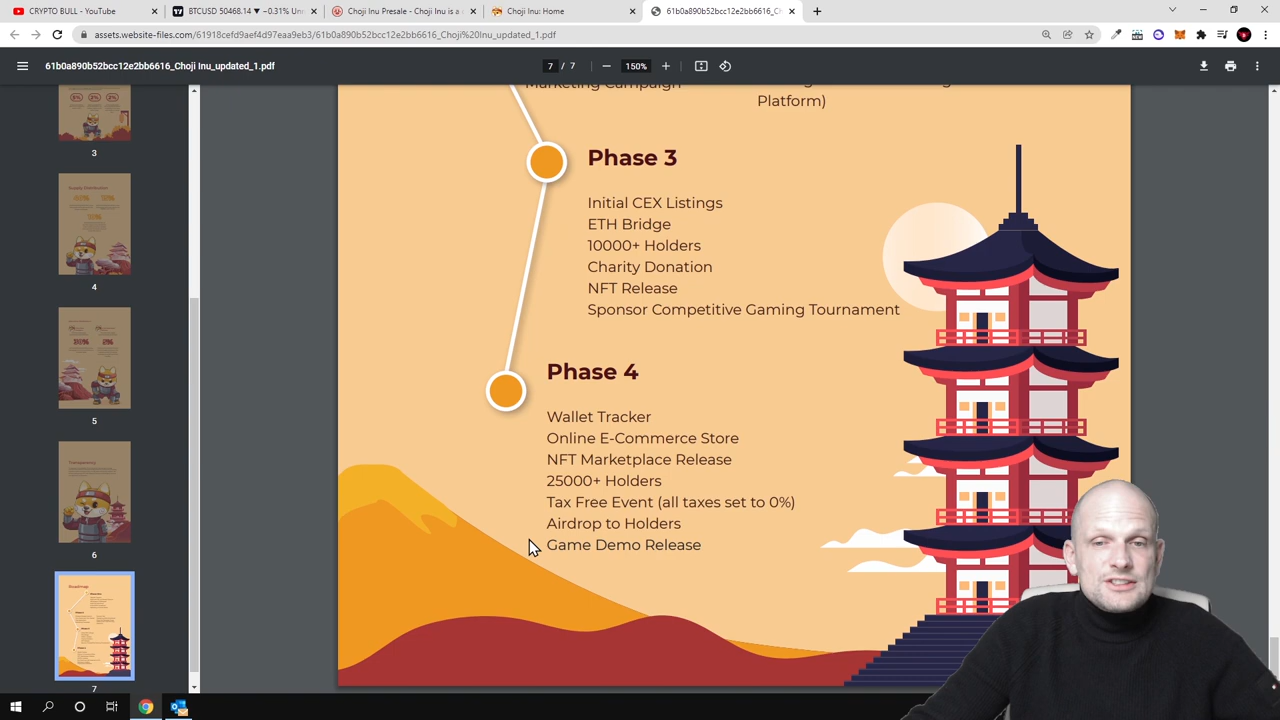 CRYPTO BULL - YouTube
BTCUSD 50468.14 ▼ −0.31% Un
Choji Inu Presale - Choji Inu is a
Choji Inu: Home
61b0a890b52bcc12e2bb6616_C
assets.website-files.com/61918cefd9aef4d97eaa9eb3/61b0a890b52bcc12e2bb6616_Choji%20Inu_updated_1.pdf
61b0a890b52bcc12e2bb6616_Choji Inu_updated_1.pdf
7 / 7
150%
3
4
5
6
7
Marketing Campaign
Platform)
Phase 3
Initial CEX Listings
ETH Bridge
10000+ Holders
Charity Donation
NFT Release
Sponsor Competitive Gaming Tournament
Phase 4
Wallet Tracker
Online E-Commerce Store
NFT Marketplace Release
25000+ Holders
Tax Free Event (all taxes set to 0%)
Airdrop to Holders
Game Demo Release